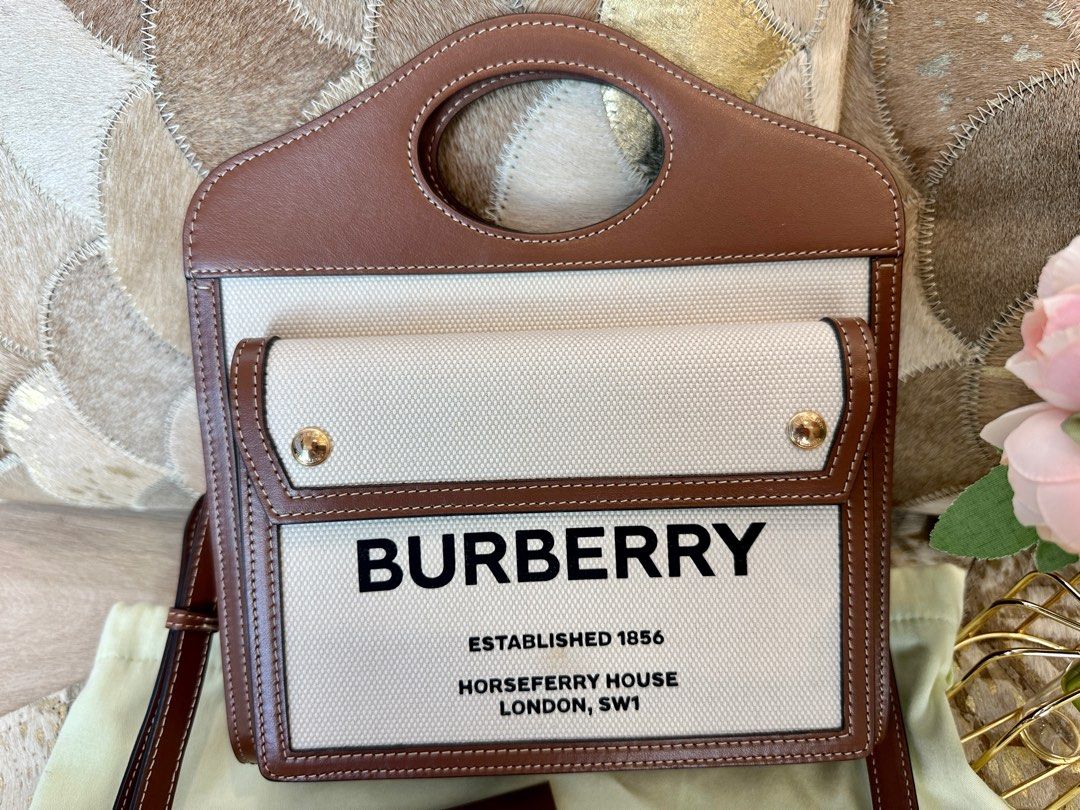 BURBERRY
ESTABLISHED 1856
HORSEFERRY HOUSE
LONDON, SW1